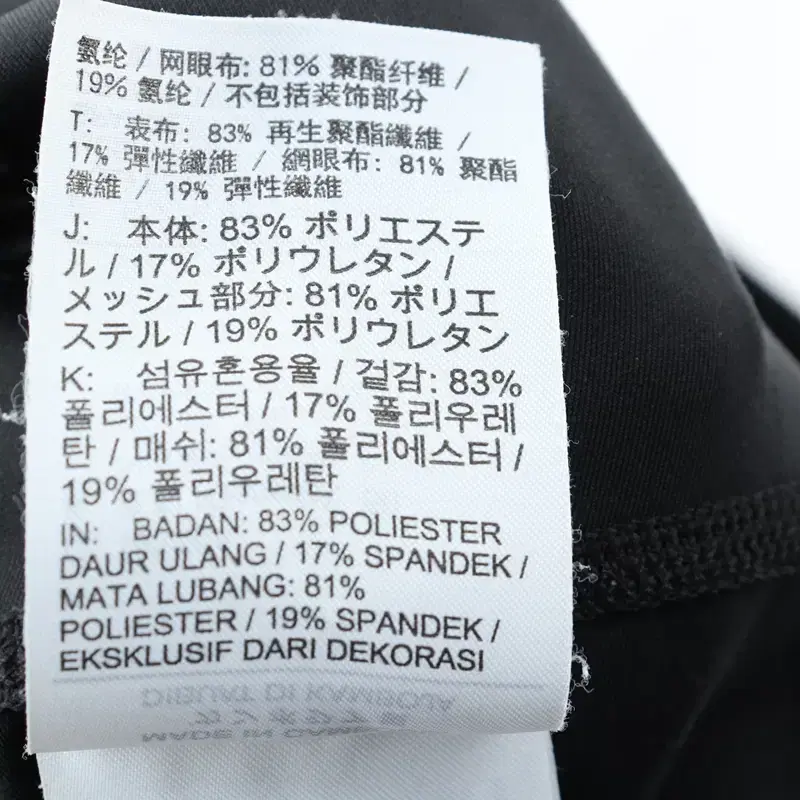 氨纶 / 网眼布: 81% 聚酯纤维 /
19% 氨纶 / 不包括装饰部分
T: 表布: 83% 再生聚酯纖維 /
17% 彈性纖維 / 網眼布: 81% 聚酯
纖維 / 19% 彈性纖維
J: 本体: 83% ポリエステ
ル / 17% ポリウレタン /
メッシュ部分: 81% ポリエ
ステル / 19% ポリウレタン
K: 섬유혼용율 / 겉감: 83%
폴리에스터 / 17% 폴리우레
탄 / 매쉬: 81% 폴리에스터 /
19% 폴리우레탄
IN: BADAN: 83% POLIESTER
DAUR ULANG / 17% SPANDEK /
MATA LUBANG: 81%
POLIESTER / 19% SPANDEK /
EKSKLUSIF DARI DEKORASI
DIBUAT DI KAMBOJA
MADE IN